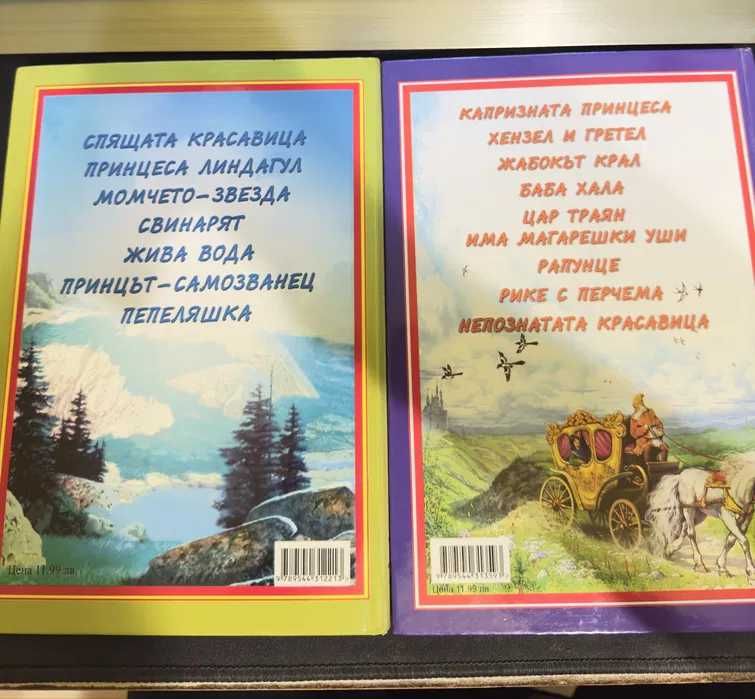 СПЯЩАТА КРАСАВИЦА
ПРИНЦЕСА ЛИНДАГУЛ
МОМЧЕТО-ЗВЕЗДА
СВИНАРЯТ
ЖИВА ВОДА
ПРИНЦЪТ-САМОЗВАНЕЦ
ПЕПЕЛЯШКА
Цена 11.99 лв.
9789544312213
КАПРИЗНАТА ПРИНЦЕСА
ХЕНЗЕЛ И ГРЕТЕЛ
ЖАБОКЪТ КРАЛ
БАБА ХАЛА
ЦАР ТРАЯН
ИМА МАГАРЕШКИ УШИ
РАПУНЦЕ
РИКЕ С ПЕРЧЕМА
НЕПОЗНАТАТА КРАСАВИЦА
Цена 11.99 лв.
9789544313593